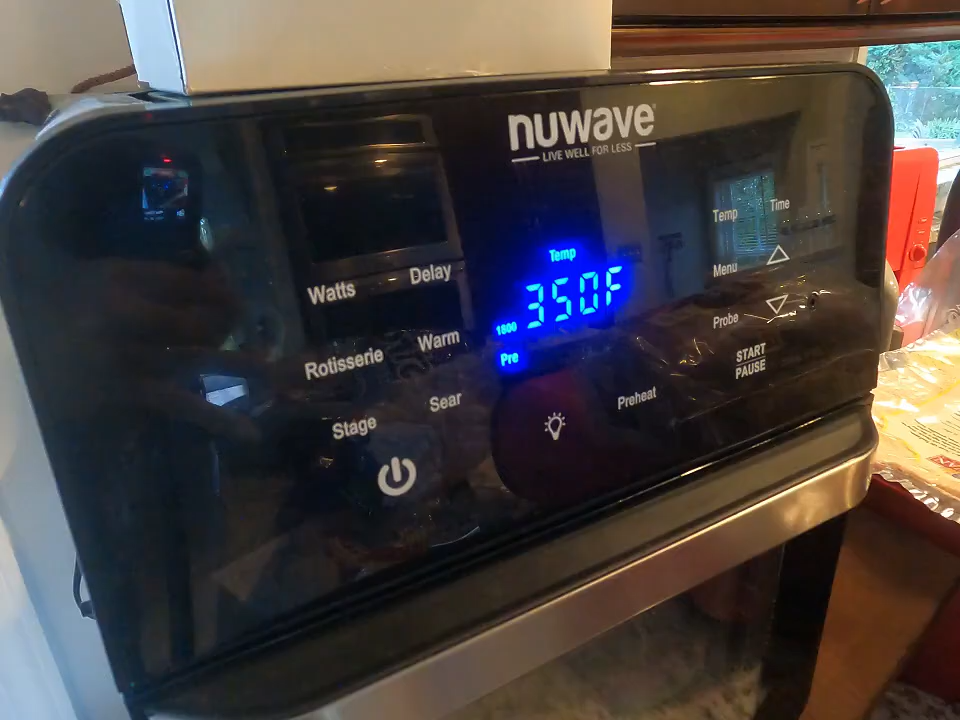 nuwave
LIVE WELL FOR LESS
Temp
350F
1800
Pre
Watts
Delay
Rotisserie
Warm
Stage
Sear
Preheat
Temp
Time
Menu
Probe
START
PAUSE